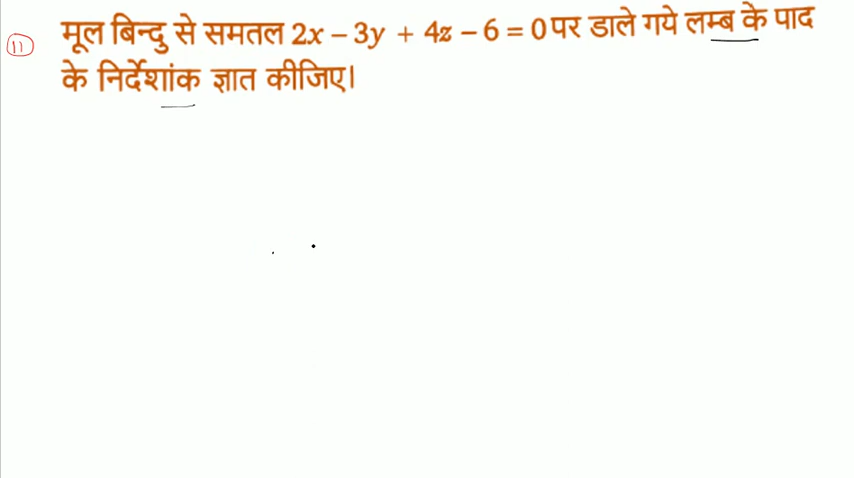 11
मूल बिन्दु से समतल 2x – 3y + 4z – 6 = 0 पर डाले गये लम्ब के पाद
के निर्देशांक ज्ञात कीजिए।